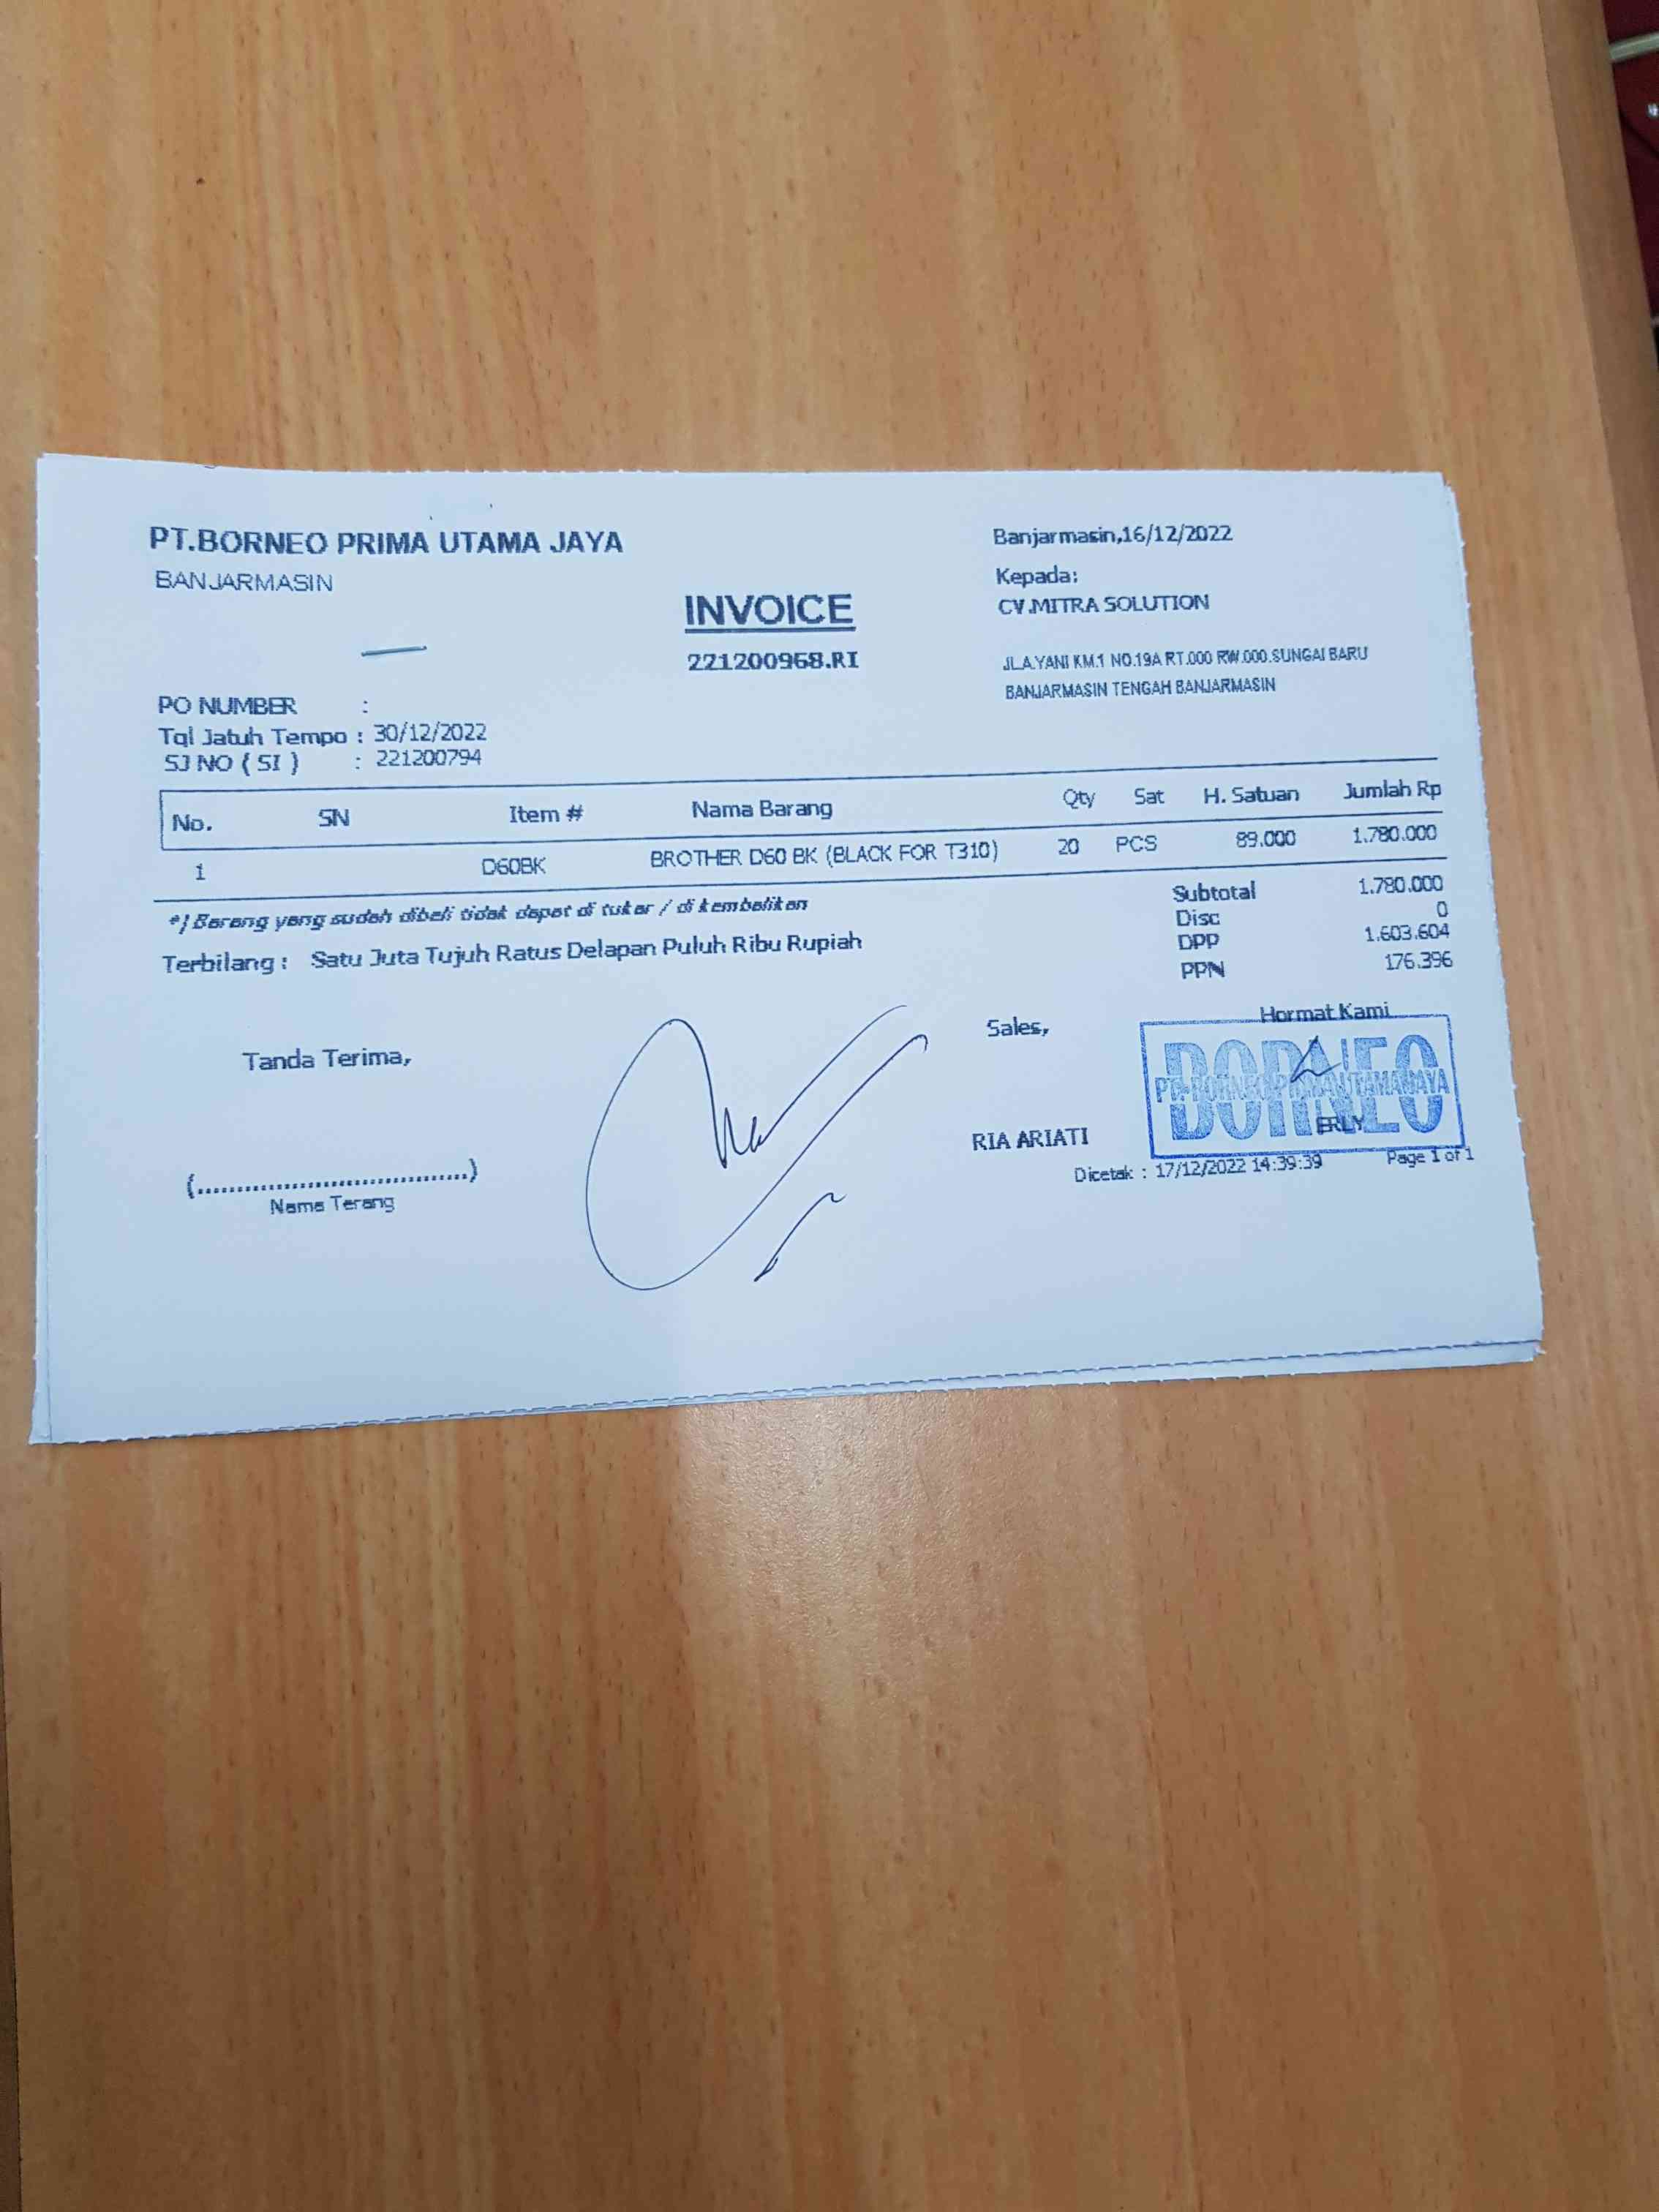 PT.BORNEO PRIMA UTAMA JAYA
BANJARMASIN
INVOICE
221200968.RI
Banjarmasin,16/12/2022
Kepada:
CV.MITRA SOLUTION
JL.A.YANI KM.1 NO.19A RT.000 RW.000.SUNGAI BARU
BANJARMASIN TENGAH BANJARMASIN
PO NUMBER :
Tgl Jatuh Tempo : 30/12/2022
SJ NO ( SI ) : 221200794
No. SN Item # Nama Barang Qty Sat H. Satuan Jumlah Rp
1 D60BK BROTHER D60 BK (BLACK FOR T310) 20 PCS 89.000 1.780.000
*) Barang yang sudah dibeli tidak dapat di tukar / di kembalikan
Terbilang : Satu Juta Tujuh Ratus Delapan Puluh Ribu Rupiah
Subtotal 1.780.000
Disc 0
DPP 1.603.604
PPN 176.396
Tanda Terima,
Sales,
Hormat Kami
BORNEO
PT. BORNEO PRIMA UTAMA JAYA
RIA ARIATI
ERLY
(....................................)
Nama Terang
Dicetak : 17/12/2022 14:39:39 Page 1 of 1